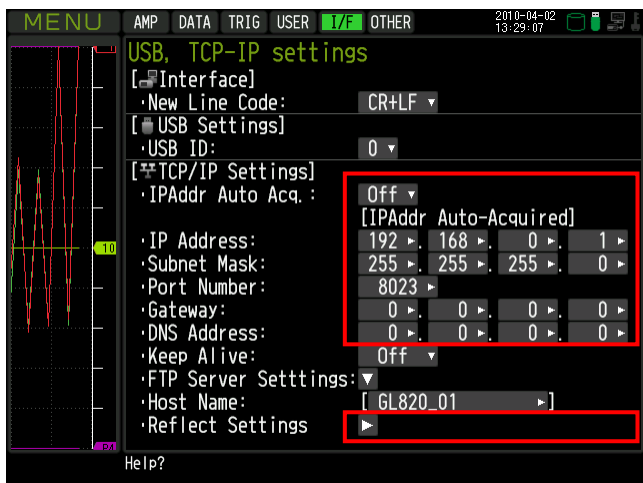 MENU AMP DATA TRIG USER I/F OTHER 2010-04-02
13:29:07
USB, TCP-IP settings
[Interface]
・New Line Code: CR+LF
[USB Settings]
・USB ID: 0
[TCP/IP Settings]
・IPAddr Auto Acq.: Off
[IPAddr Auto-Acquired]
・IP Address: 192 . 168 . 0 . 1
・Subnet Mask: 255 . 255 . 255 . 0
・Port Number: 8023
・Gateway: 0 . 0 . 0 . 0
・DNS Address: 0 . 0 . 0 . 0
・Keep Alive: Off
・FTP Server Setttings:
・Host Name: [ GL820_01 ]
・Reflect Settings
Help?
10